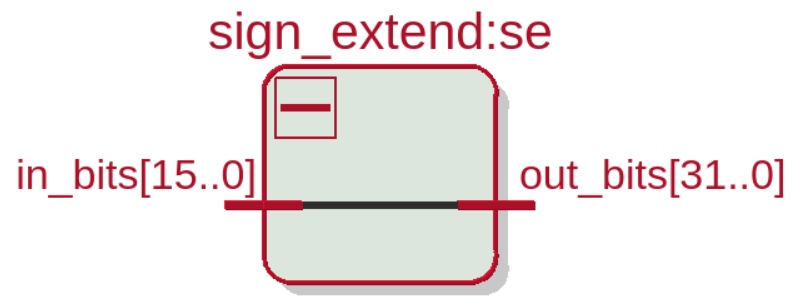 sign_extend:se
in_bits[15..0]
out_bits[31..0]